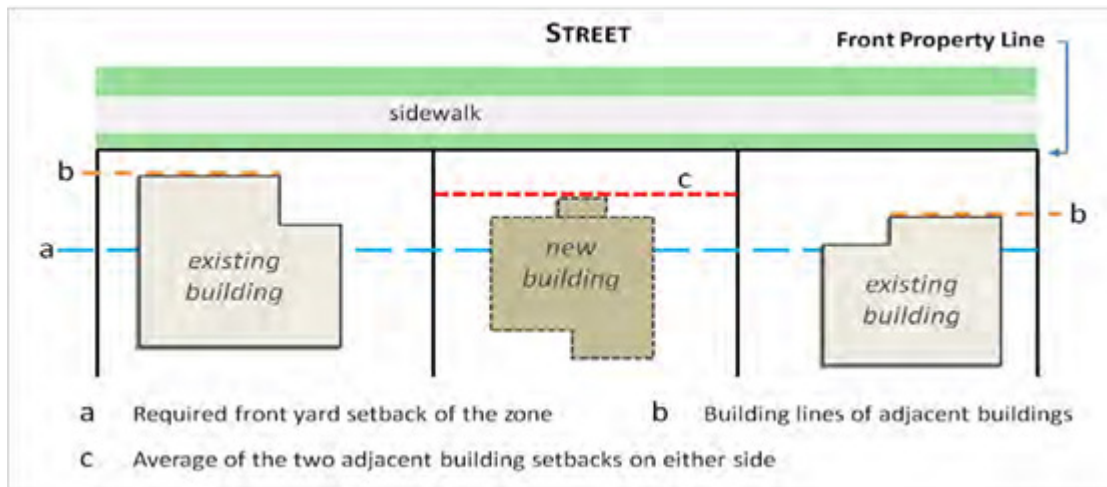 STREET
Front Property Line
sidewalk
b
c
b
a
existing
building
new
building
existing
building
a Required front yard setback of the zone
b Building lines of adjacent buildings
c Average of the two adjacent building setbacks on either side